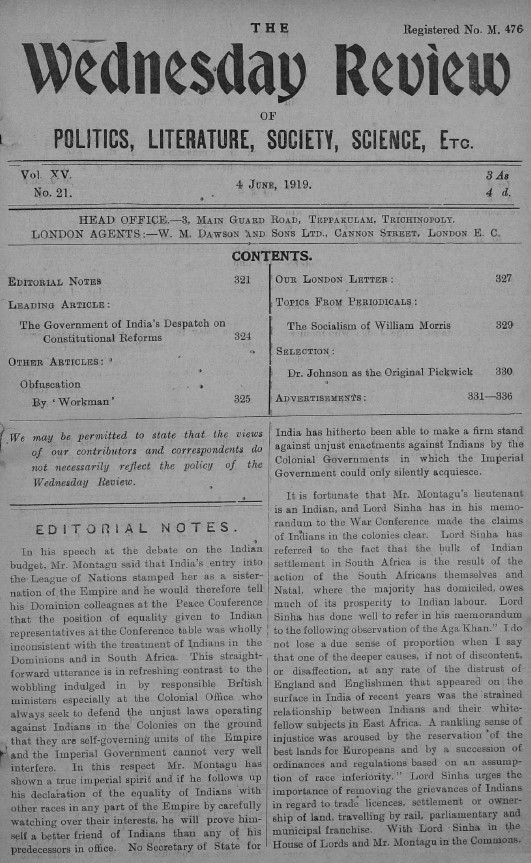 THE
Registered No. M. 476
Wednesday Review
OF
POLITICS, LITERATURE, SOCIETY, SCIENCE, ETC.
Vol. XV.
No. 21.
4 JUNE, 1919.
3 As
4 d.
HEAD OFFICE.—3, MAIN GUARD ROAD, TEPPAKULAM, TRICHINOPOLY.
LONDON AGENTS:—W. M. DAWSON AND SONS LTD., CANNON STREET, LONDON E. C.
CONTENTS.
EDITORIAL NOTES 321
LEADING ARTICLE:
The Government of India's Despatch on
Constitutional Reforms 324
OTHER ARTICLES:
Obfuscation
By 'Workman' 325
OUR LONDON LETTER: 327
TOPICS FROM PERIODICALS:
The Socialism of William Morris 329
SELECTION:
Dr. Johnson as the Original Pickwick 330
ADVERTISEMENTS: 331—336
We may be permitted to state that the views
of our contributors and correspondents do
not necessarily reflect the policy of the
Wednesday Review.
EDITORIAL NOTES.
In his speech at the debate on the Indian
budget, Mr. Montagu said that India's entry into
the League of Nations stamped her as a sister-
nation of the Empire and he would therefore tell
his Dominion colleagues at the Peace Conference
that the position of equality given to Indian
representatives at the Conference table was wholly
inconsistent with the treatment of Indians in the
Dominions and in South Africa. This straight-
forward utterance is in refreshing contrast to the
wobbling indulged in by responsible British
ministers especially at the Colonial Office who
always seek to defend the unjust laws operating
against Indians in the Colonies on the ground
that they are self-governing units of the Empire
and the Imperial Government cannot very well
interfere. In this respect Mr. Montagu has
shown a true imperial spirit and if he follows up
his declaration of the equality of Indians with
other races in any part of the Empire by carefully
watching over their interests, he will prove him-
self a better friend of Indians than any of his
predecessors in office. No Secretary of State for
India has hitherto been able to make a firm stand
against unjust enactments against Indians by the
Colonial Governments in which the Imperial
Government could only silently acquiesce.
It is fortunate that Mr. Montagu's lieutenant
is an Indian, and Lord Sinha has in his memo-
randum to the War Conference made the claims
of Indians in the colonies clear. Lord Sinha has
referred to the fact that the bulk of Indian
settlement in South Africa is the result of the
action of the South Africans themselves and
Natal, where the majority has domiciled, owes
much of its prosperity to Indian labour. Lord
Sinha has done well to refer in his memorandum
to the following observation of the Aga Khan." I do
not lose a due sense of proportion when I say
that one of the deeper causes, if not of discontent,
or disaffection, at any rate of the distrust of
England and Englishmen that appeared on the
surface in India of recent years was the strained
relationship between Indians and their white-
fellow subjects in East Africa. A rankling sense of
injustice was aroused by the reservation of the
best lands for Europeans and by a succession of
ordinances and regulations based on an assump-
tion of race inferiority." Lord Sinha urges the
importance of removing the grievances of Indians
in regard to trade licences, settlement or owner-
ship of land, travelling by rail, parliamentary and
municipal franchise. With Lord Sinha in the
House of Lords and Mr. Montagu in the Commons,